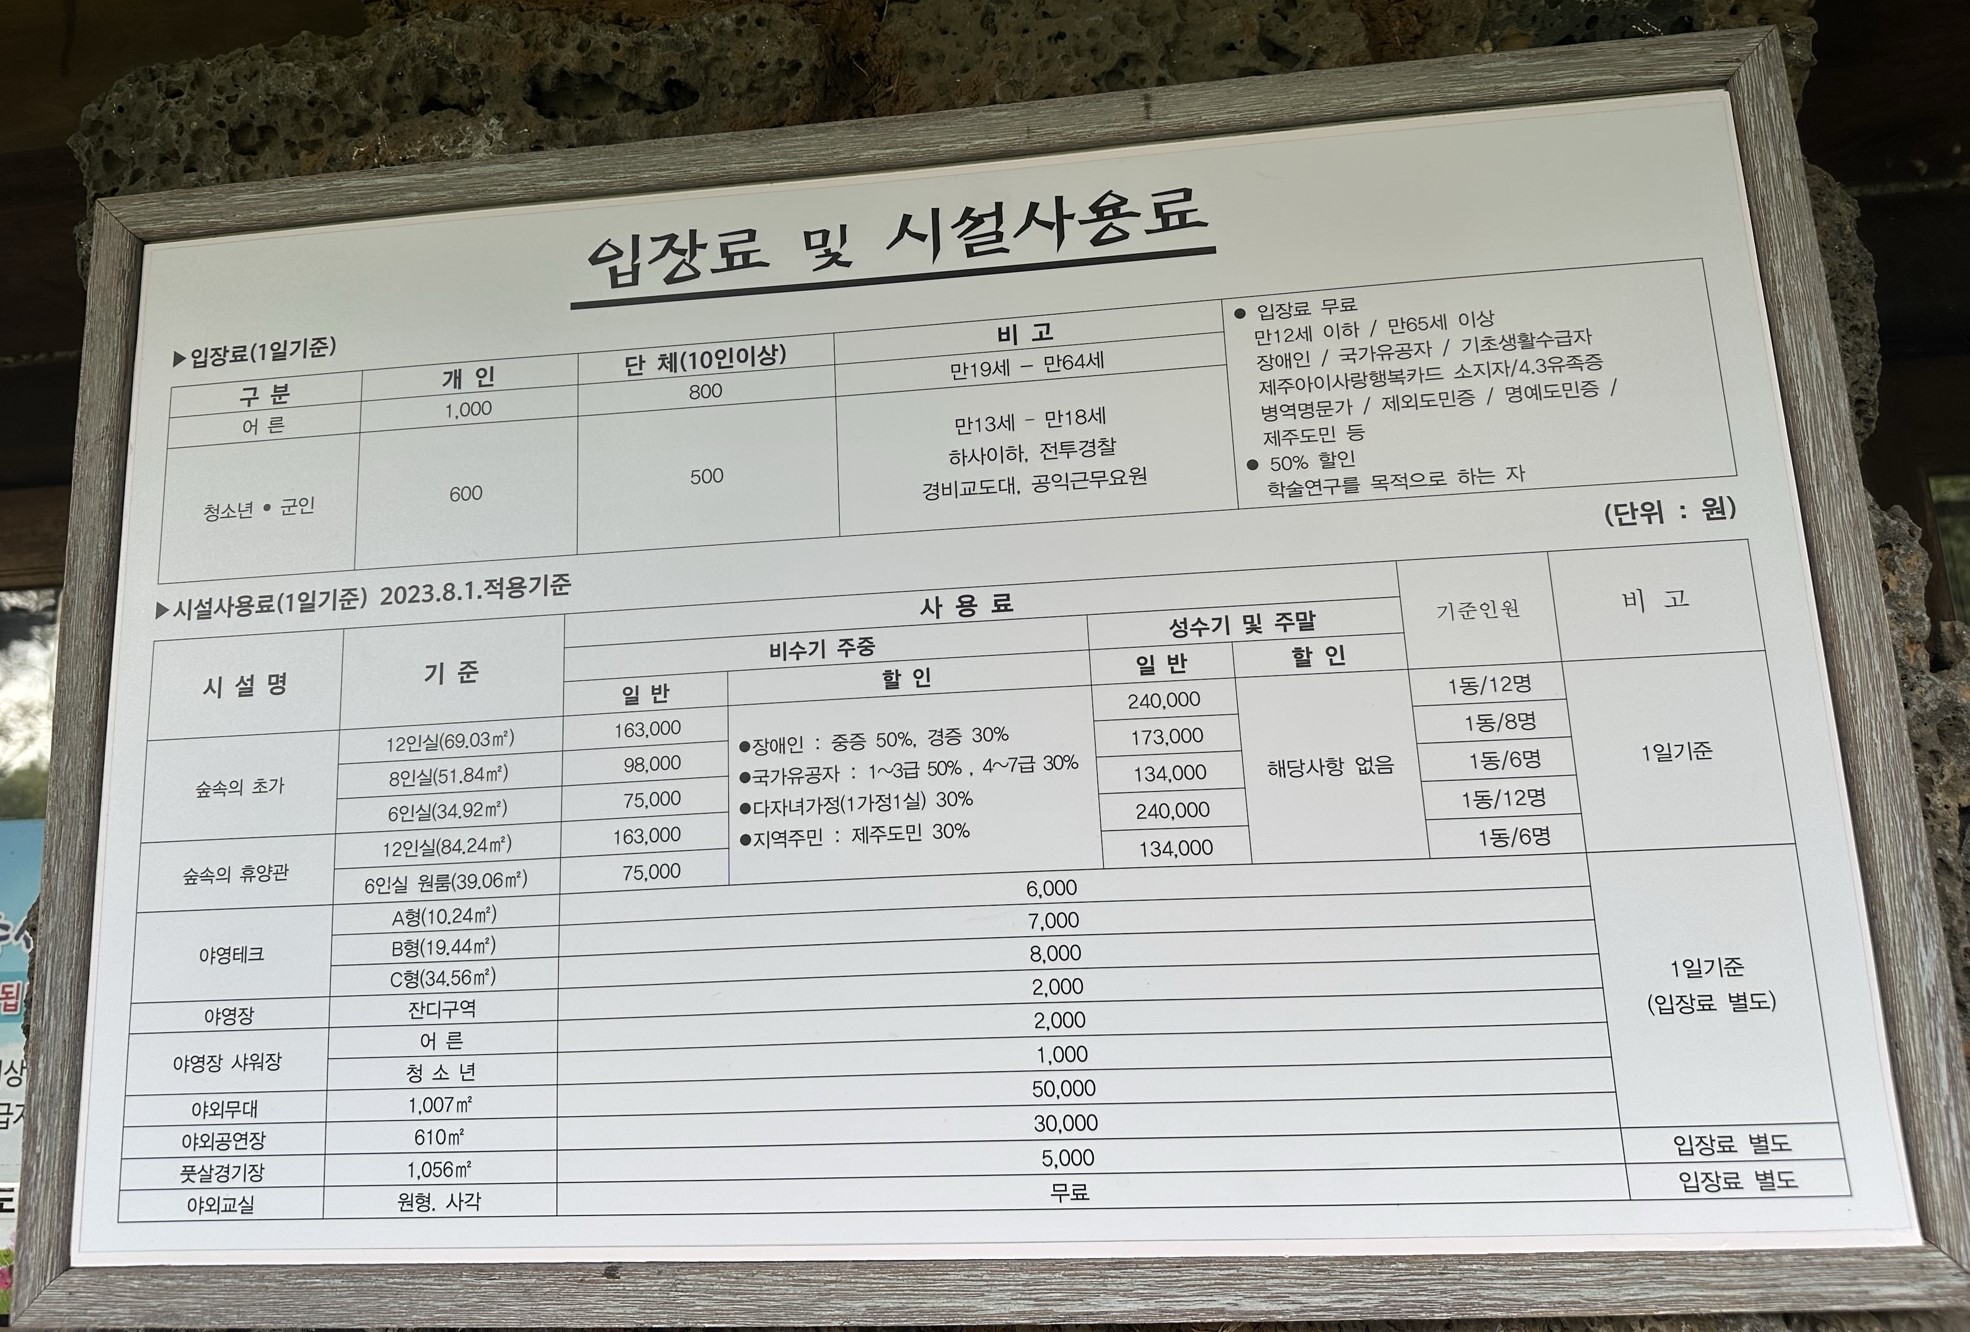 입장료 및 시설사용료
▶입장료(1일기준)
구 분 개 인 단 체(10인이상) 비 고
어 른 1,000 800 만19세 - 만64세
청소년 • 군인 600 500 만13세 - 만18세
하사이하, 전투경찰
경비교도대, 공익근무요원
● 입장료 무료
만12세 이하 / 만65세 이상
장애인 / 국가유공자 / 기초생활수급자
제주아이사랑행복카드 소지자/4.3유족증
병역명문가 / 제외도민증 / 명예도민증 /
제주도민 등
● 50% 할인
학술연구를 목적으로 하는 자
(단위 : 원)
▶시설사용료(1일기준) 2023.8.1.적용기준
시 설 명 기 준 사 용 료 기준인원 비 고
비수기 주중 성수기 및 주말
일 반 할 인 일 반 할 인
숲속의 초가 12인실(69.03㎡) 163,000 240,000 1동/12명
8인실(51.84㎡) 98,000 173,000 1동/8명
6인실(34.92㎡) 75,000 134,000 1동/6명
숲속의 휴양관 12인실(84.24㎡) 163,000 240,000 1동/12명
6인실 원룸(39.06㎡) 75,000 134,000 1동/6명
●장애인 : 중증 50%, 경증 30%
●국가유공자 : 1~3급 50% , 4~7급 30%
●다자녀가정(1가정1실) 30%
●지역주민 : 제주도민 30%
해당사항 없음
1일기준
야영테크 A형(10.24㎡) 6,000
B형(19.44㎡) 7,000
C형(34.56㎡) 8,000
야영장 잔디구역 2,000
야영장 샤워장 어 른 2,000
청 소 년 1,000
야외무대 1,007㎡ 50,000
1일기준
(입장료 별도)
야외공연장 610㎡ 30,000
풋살경기장 1,056㎡ 5,000 입장료 별도
야외교실 원형. 사각 무료 입장료 별도